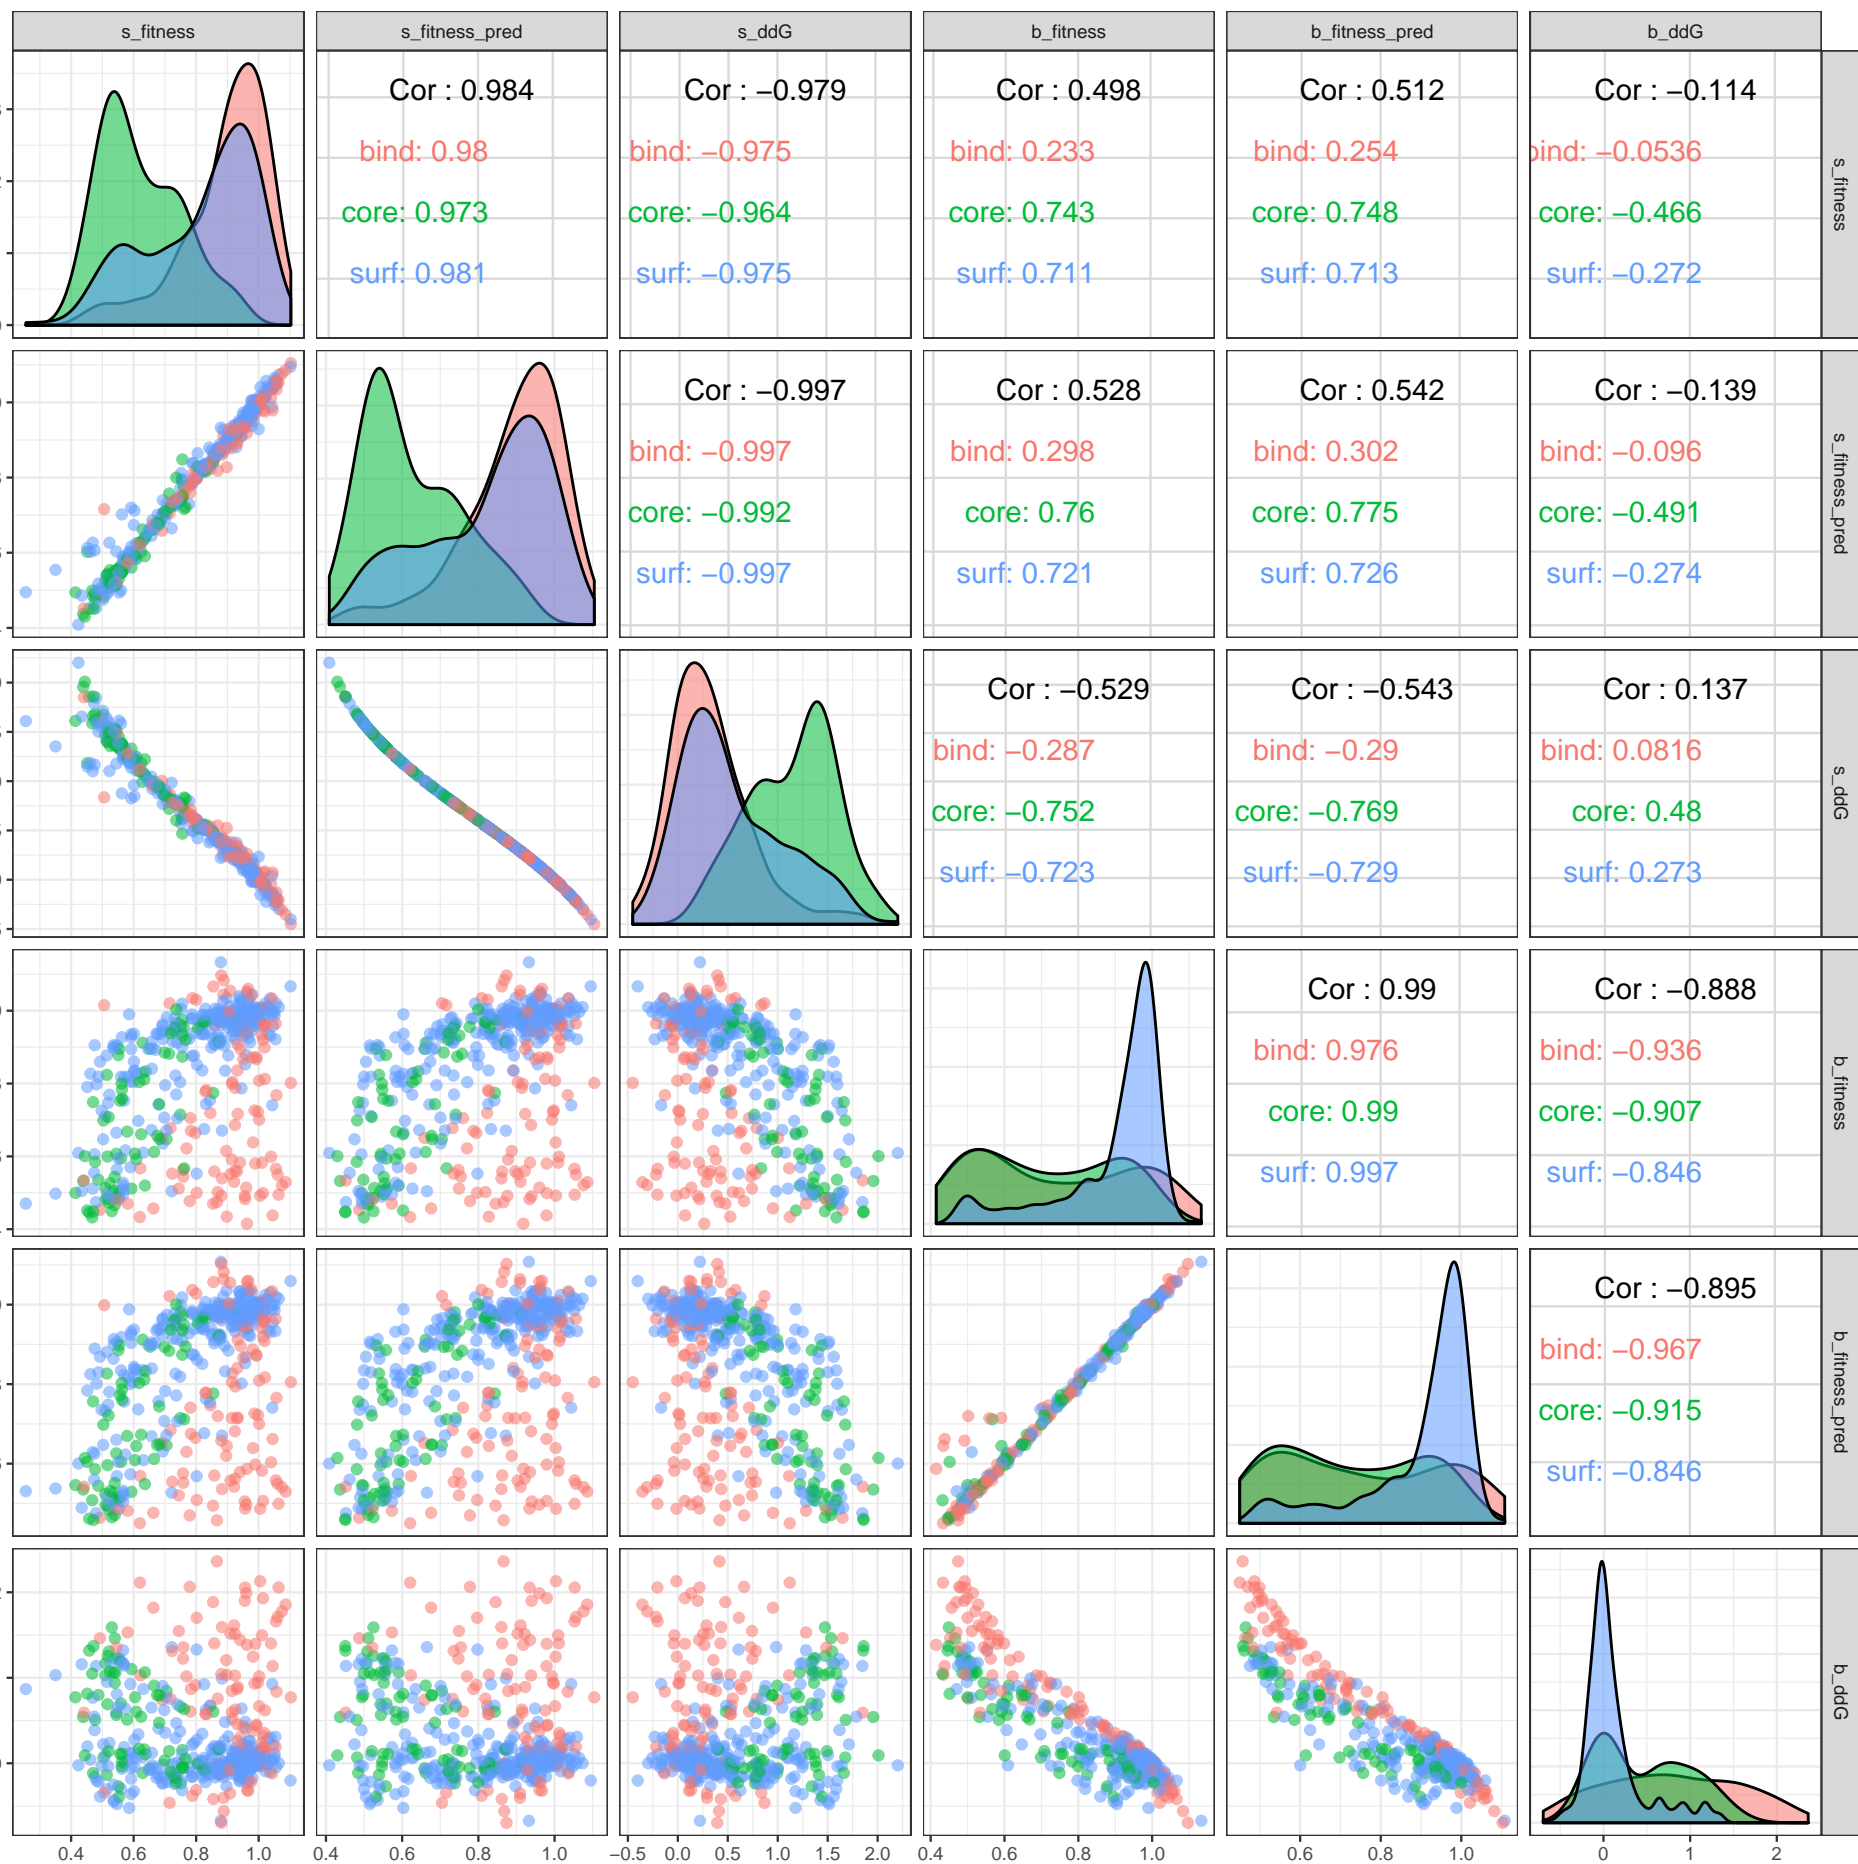 s_fitness s_fitness_pred s_ddG b_fitness b_fitness_pred b_ddG
Cor : 0.984 Cor : −0.979 Cor : 0.498 Cor : 0.512 Cor : −0.114
bind: 0.98 bind: −0.975 bind: 0.233 bind: 0.254 bind: −0.0536
core: 0.973 core: −0.964 core: 0.743 core: 0.748 core: −0.466
surf: 0.981 surf: −0.975 surf: 0.711 surf: 0.713 surf: −0.272
s_fitness
Cor : −0.997 Cor : 0.528 Cor : 0.542 Cor : −0.139
bind: −0.997 bind: 0.298 bind: 0.302 bind: −0.096
core: −0.992 core: 0.76 core: 0.775 core: −0.491
surf: −0.997 surf: 0.721 surf: 0.726 surf: −0.274
s_fitness_pred
Cor : −0.529 Cor : −0.543 Cor : 0.137
bind: −0.287 bind: −0.29 bind: 0.0816
core: −0.752 core: −0.769 core: 0.48
surf: −0.723 surf: −0.729 surf: 0.273
s_ddG
Cor : 0.99 Cor : −0.888
bind: 0.976 bind: −0.936
core: 0.99 core: −0.907
surf: 0.997 surf: −0.846
b_fitness
Cor : −0.895
bind: −0.967
core: −0.915
surf: −0.846
b_fitness_pred
b_ddG
0.4 0.6 0.8 1.0 0.4 0.6 0.8 1.0 −0.5 0.0 0.5 1.0 1.5 2.0 0.4 0.6 0.8 1.0 0.6 0.8 1.0 0 1 2